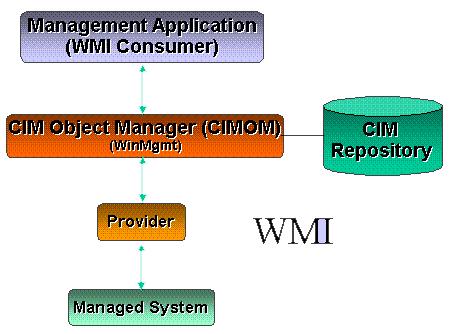 Management Application
(WMI Consumer)
CIM Object Manager (CIMOM)
(WinMgmt)
CIM
Repository
Provider
WMI
Managed System